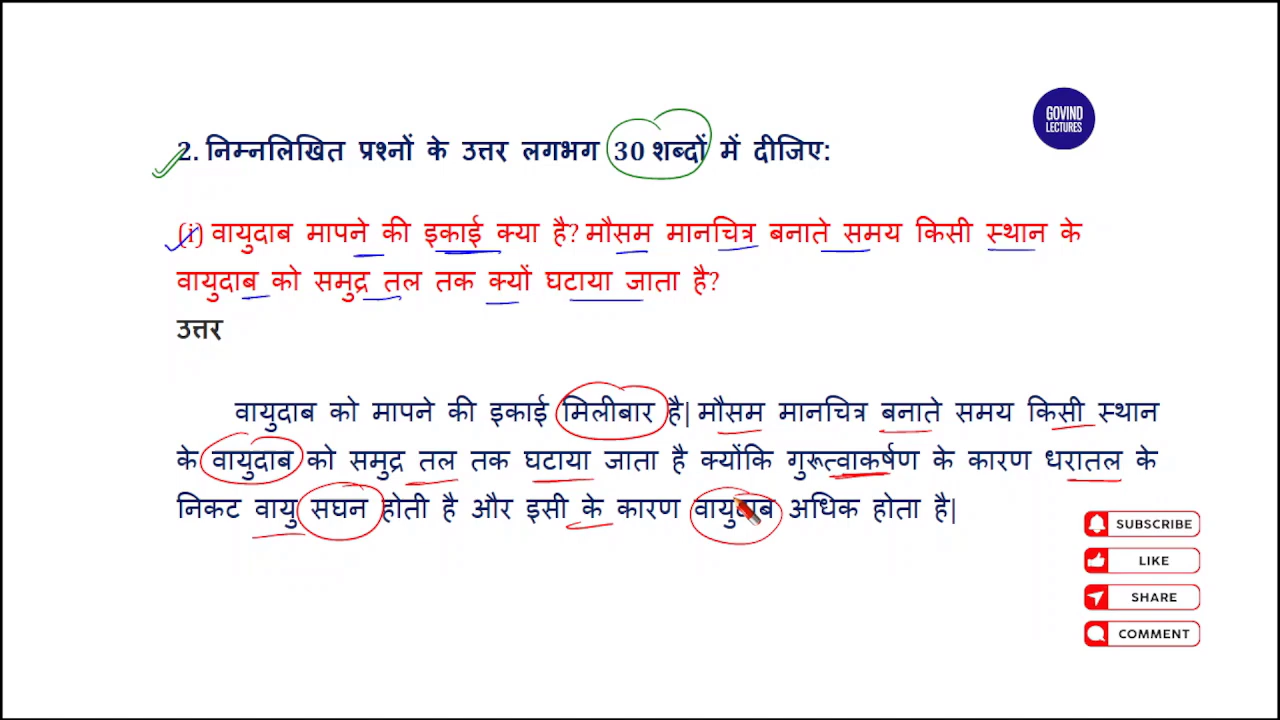 GOVIND
LECTURES
2. निम्नलिखित प्रश्नों के उत्तर लगभग 30 शब्दों में दीजिए:
(i) वायुदाब मापने की इकाई क्या है? मौसम मानचित्र बनाते समय किसी स्थान के
वायुदाब को समुद्र तल तक क्यों घटाया जाता है?
उत्तर
वायुदाब को मापने की इकाई मिलीबार है| मौसम मानचित्र बनाते समय किसी स्थान
के वायुदाब को समुद्र तल तक घटाया जाता है क्योंकि गुरूत्वाकर्षण के कारण धरातल के
निकट वायु सघन होती है और इसी के कारण वायुदाब अधिक होता है|
SUBSCRIBE
LIKE
SHARE
COMMENT